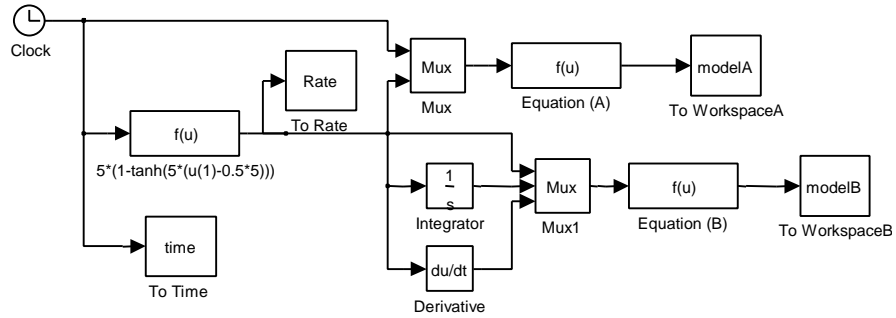 Clock
Rate
To Rate
Mux
Mux
f(u)
Equation (A)
modelA
To WorkspaceA
f(u)
5*(1-tanh(5*(u(1)-0.5*5)))
1
s
Integrator
Mux
Mux1
f(u)
Equation (B)
modelB
To WorkspaceB
time
To Time
du/dt
Derivative